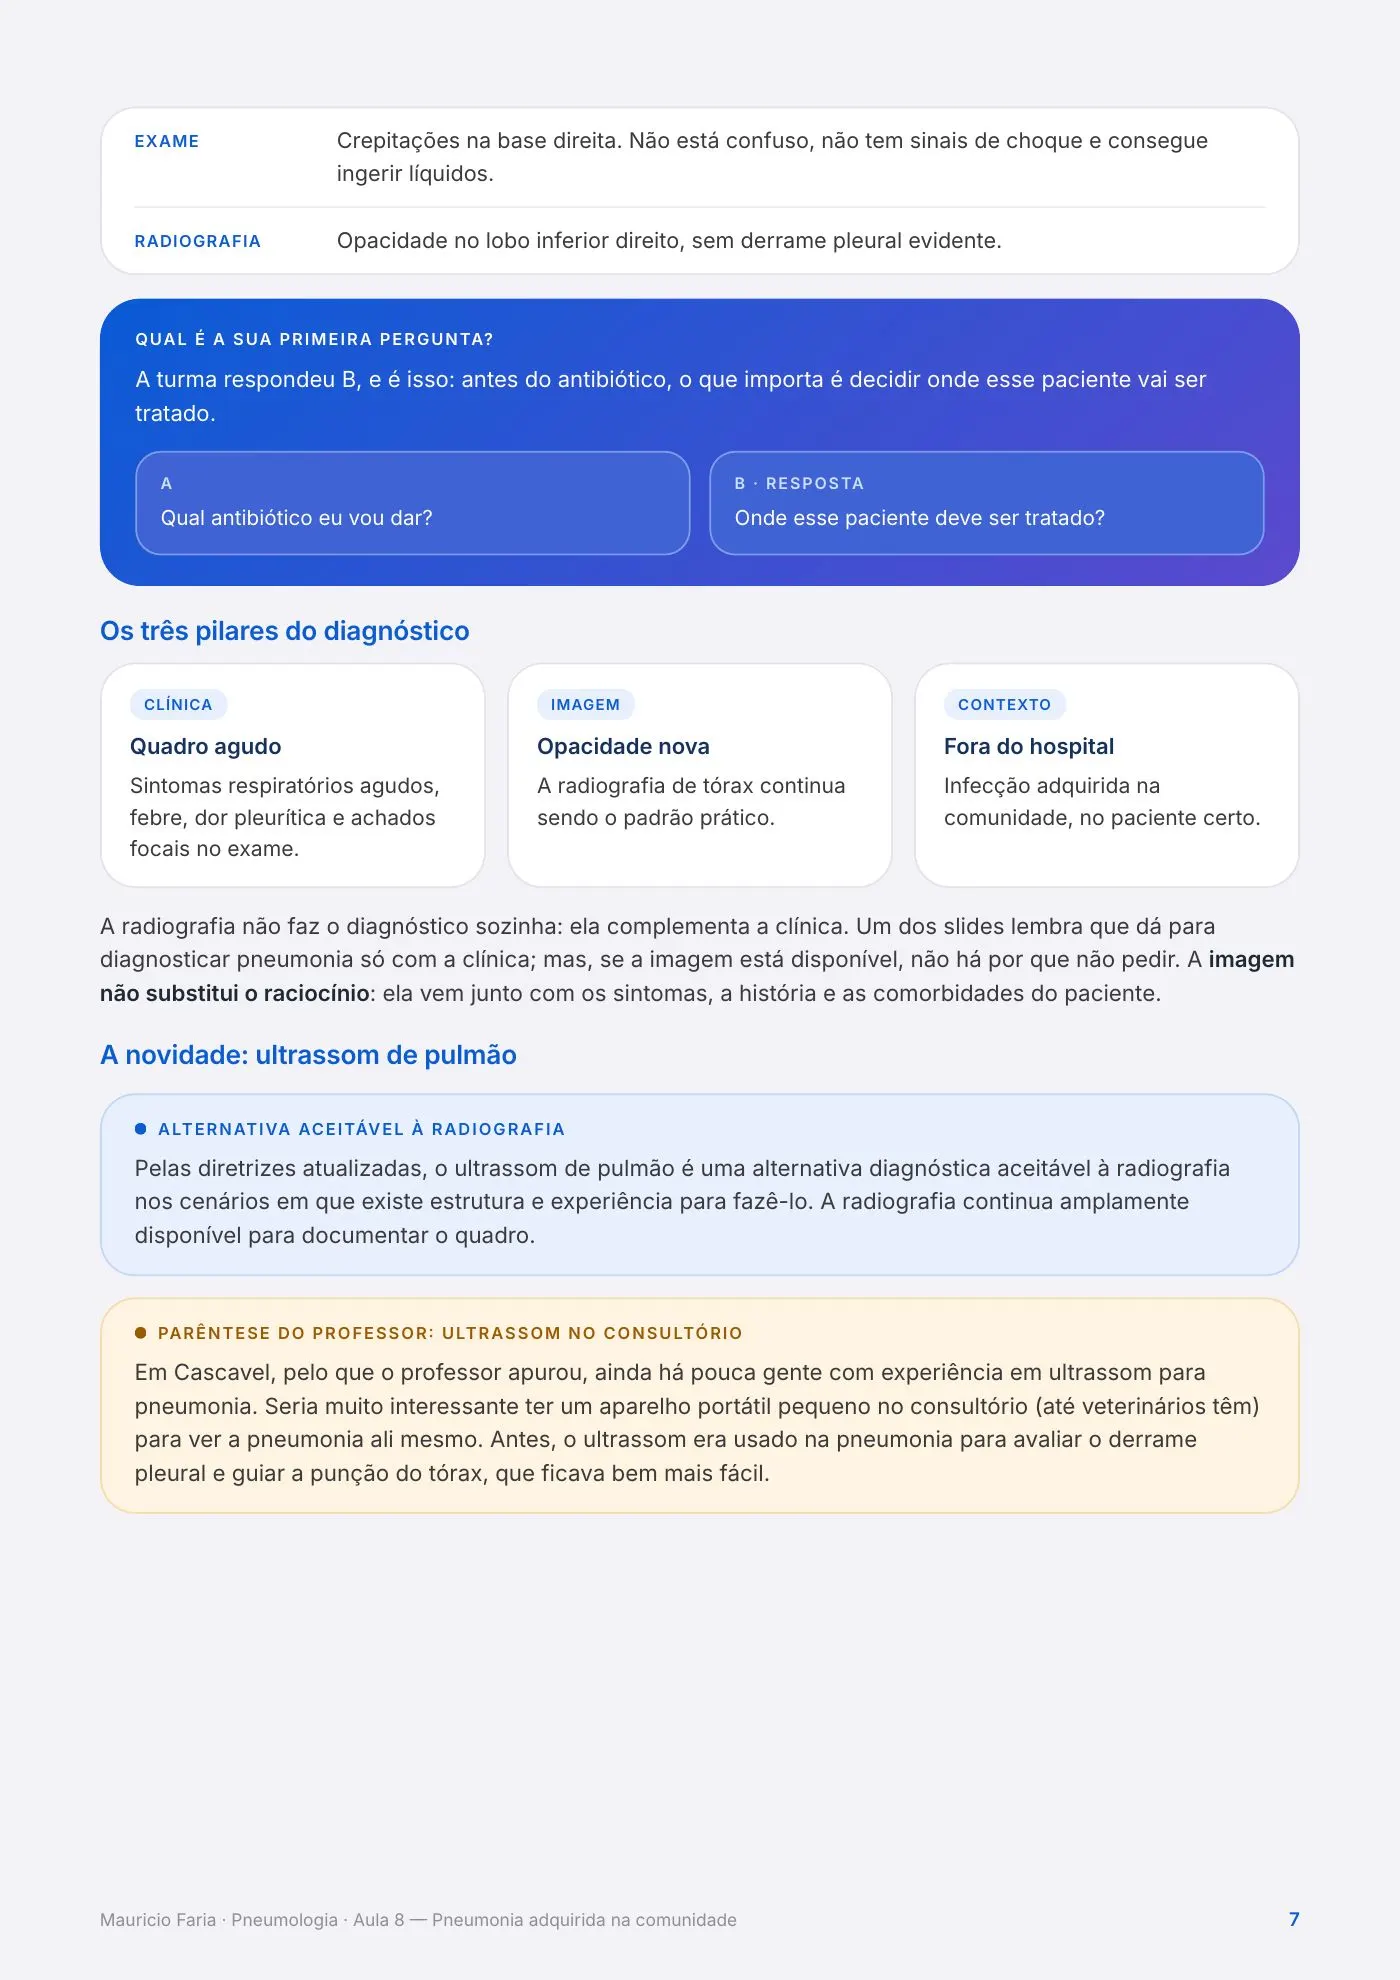 EXAME
Crepitações na base direita. Não está confuso, não tem sinais de choque e consegue
ingerir líquidos.
RADIOGRAFIA
Opacidade no lobo inferior direito, sem derrame pleural evidente.
QUAL É A SUA PRIMEIRA PERGUNTA?
A turma respondeu B, e é isso: antes do antibiótico, o que importa é decidir onde esse paciente vai ser
tratado.
A
Qual antibiótico eu vou dar?
B · RESPOSTA
Onde esse paciente deve ser tratado?
Os três pilares do diagnóstico
CLÍNICA
Quadro agudo
Sintomas respiratórios agudos,
febre, dor pleurítica e achados
focais no exame.
IMAGEM
Opacidade nova
A radiografia de tórax continua
sendo o padrão prático.
CONTEXTO
Fora do hospital
Infecção adquirida na
comunidade, no paciente certo.
A radiografia não faz o diagnóstico sozinha: ela complementa a clínica. Um dos slides lembra que dá para
diagnosticar pneumonia só com a clínica; mas, se a imagem está disponível, não há por que não pedir. A imagem
não substitui o raciocínio: ela vem junto com os sintomas, a história e as comorbidades do paciente.
A novidade: ultrassom de pulmão
ALTERNATIVA ACEITÁVEL À RADIOGRAFIA
Pelas diretrizes atualizadas, o ultrassom de pulmão é uma alternativa diagnóstica aceitável à radiografia
nos cenários em que existe estrutura e experiência para fazê-lo. A radiografia continua amplamente
disponível para documentar o quadro.
PARÊNTESE DO PROFESSOR: ULTRASSOM NO CONSULTÓRIO
Em Cascavel, pelo que o professor apurou, ainda há pouca gente com experiência em ultrassom para
pneumonia. Seria muito interessante ter um aparelho portátil pequeno no consultório (até veterinários têm)
para ver a pneumonia ali mesmo. Antes, o ultrassom era usado na pneumonia para avaliar o derrame
pleural e guiar a punção do tórax, que ficava bem mais fácil.
Mauricio Faria · Pneumologia · Aula 8 — Pneumonia adquirida na comunidade
7